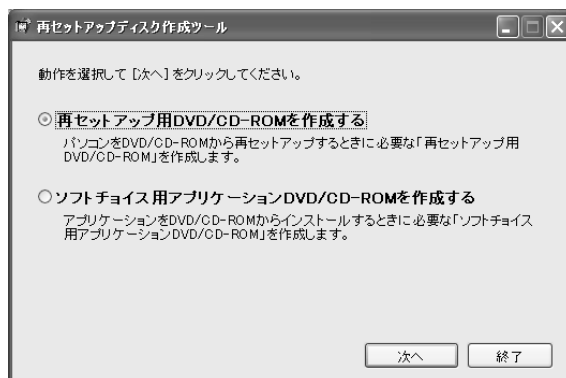 再セットアップディスク作成ツール
動作を選択して [次へ] をクリックしてください。
再セットアップ用DVD/CD-ROMを作成する
パソコンをDVD/CD-ROMから再セットアップするときに必要な「再セットアップ用
DVD/CD-ROM」を作成します。
ソフトチョイス用アプリケーションDVD/CD-ROMを作成する
アプリケーションをDVD/CD-ROMからインストールするときに必要な「ソフトチョイス
用アプリケーションDVD/CD-ROM」を作成します。
次へ 終了